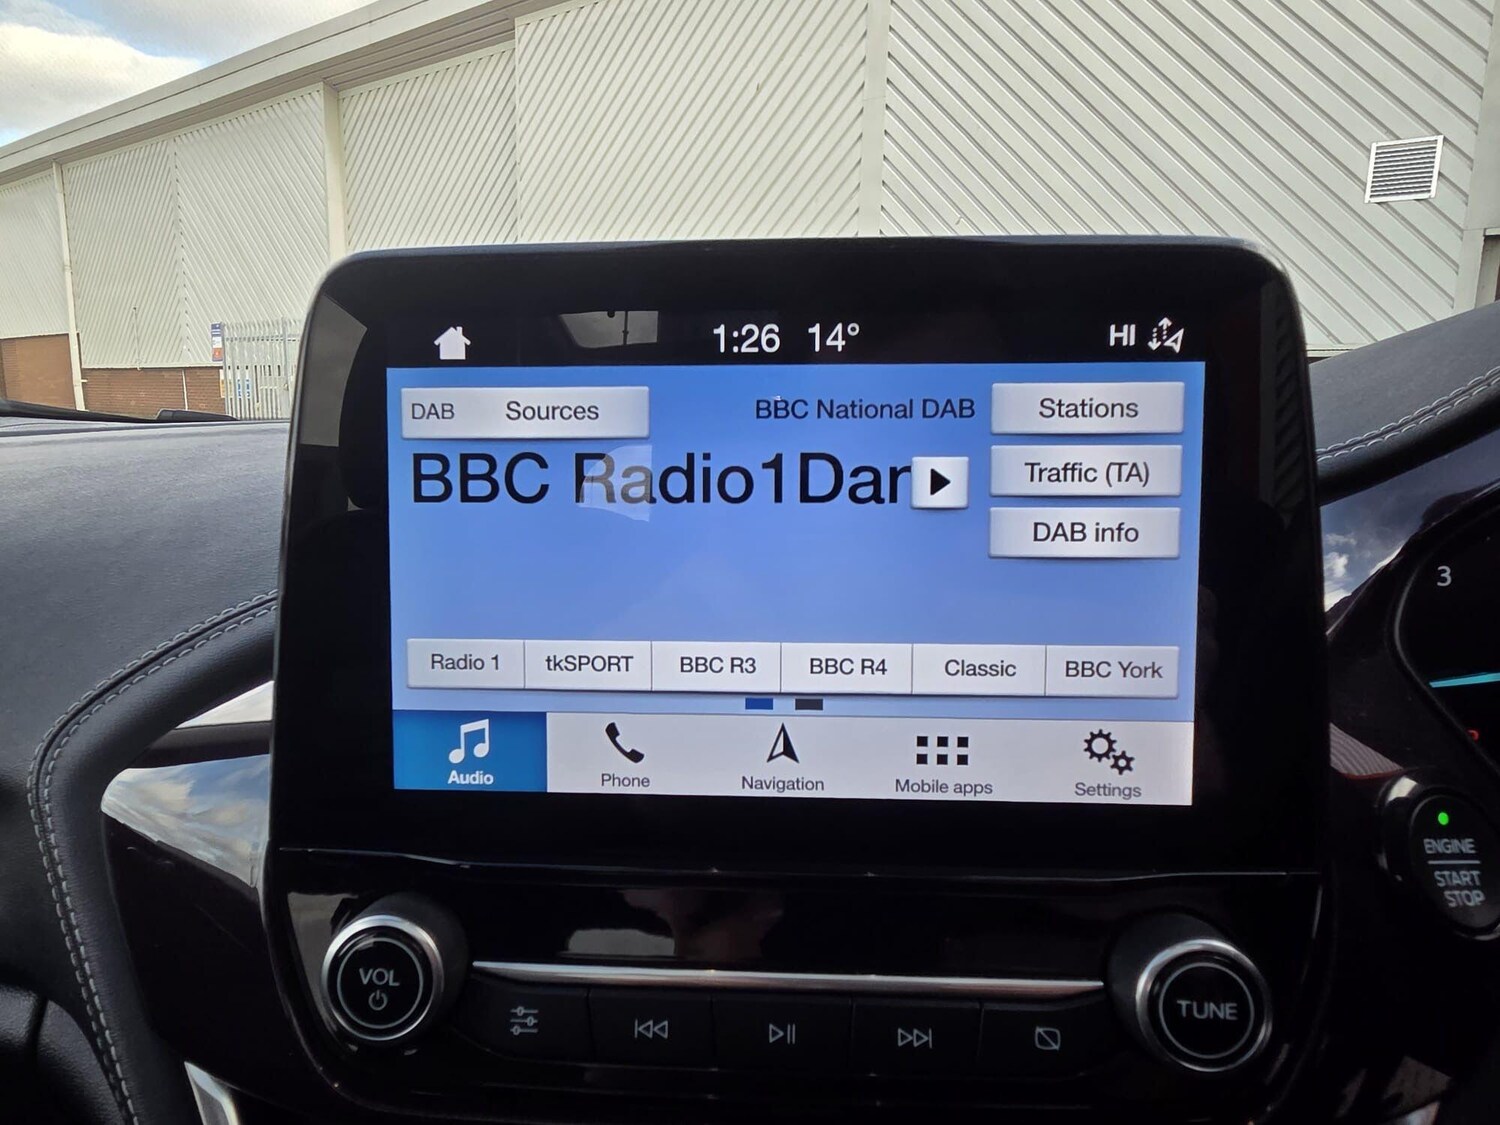 1:26 14° HI
DAB Sources BBC National DAB Stations
BBC Radio1Dan
Traffic (TA)
DAB info
Radio 1 tkSPORT BBC R3 BBC R4 Classic BBC York
Audio Phone Navigation Mobile apps Settings
3
ENGINE
START
STOP
VOL
TUNE